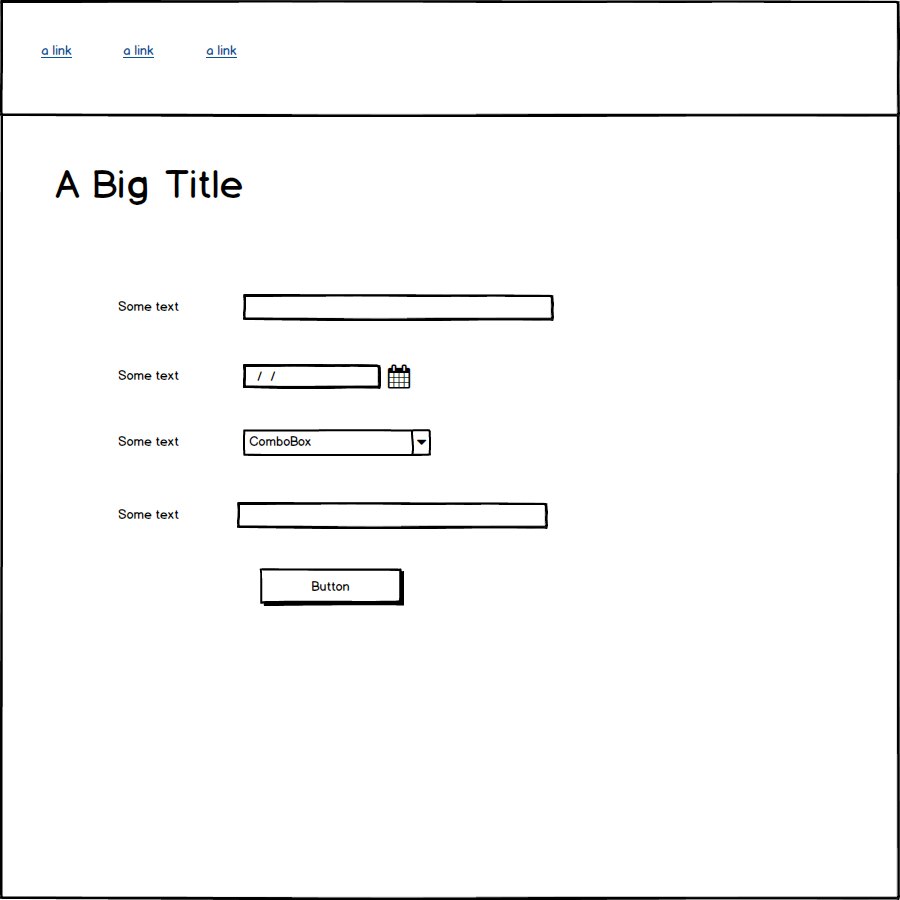 a link a link a link
A Big Title
Some text
Some text / /
Some text ComboBox
Some text
Button